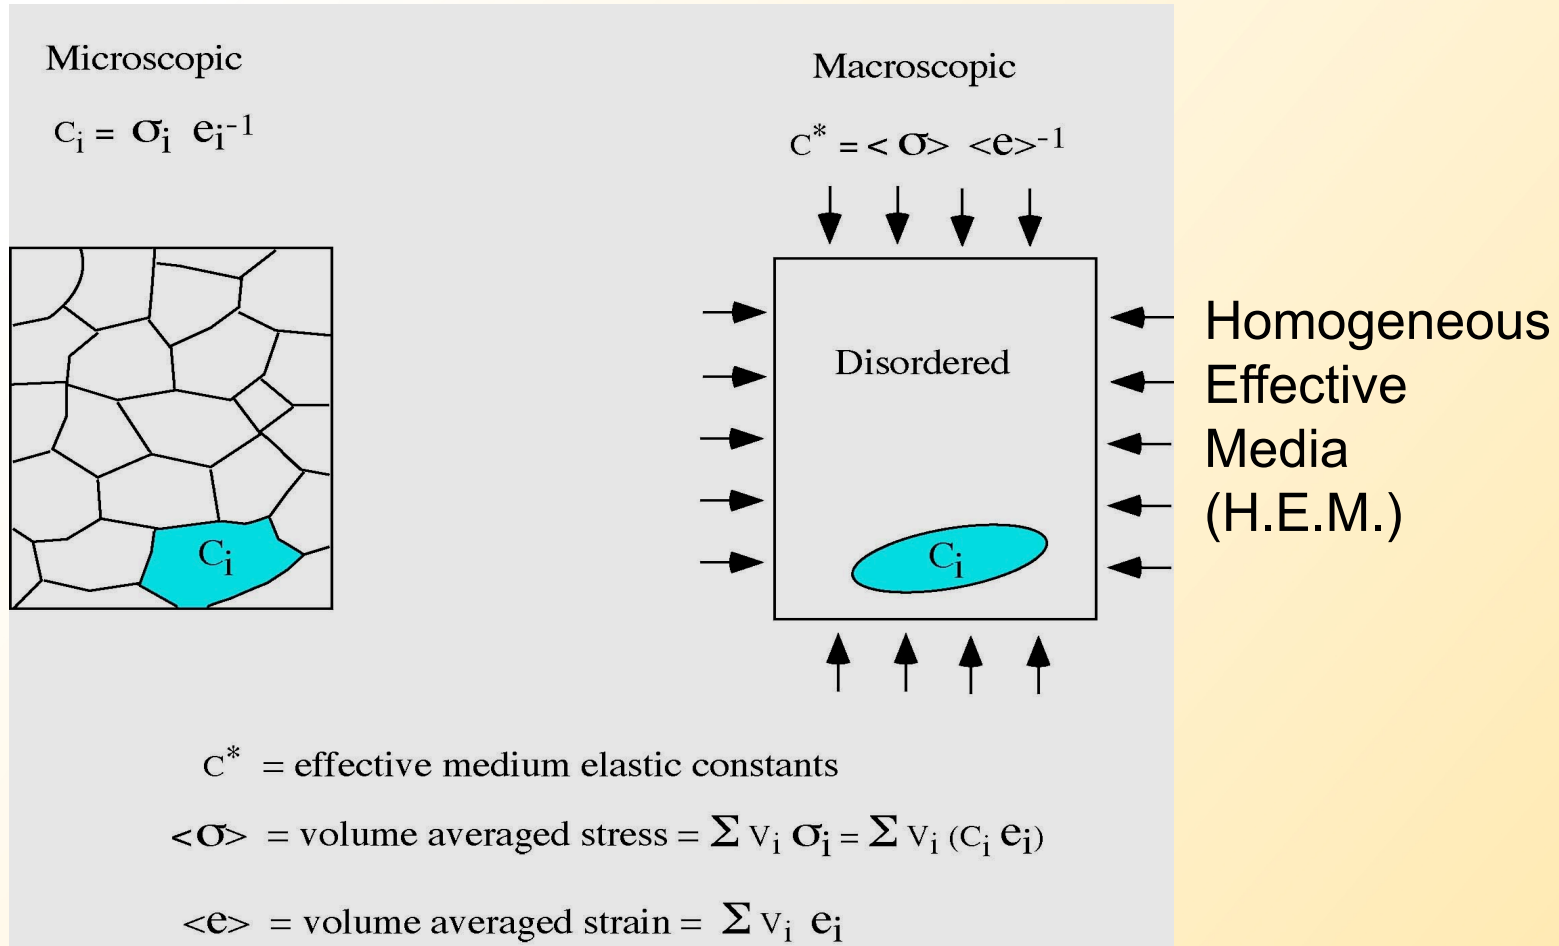 Microscopic
Cᵢ = σᵢ eᵢ⁻¹
Macroscopic
C* = < σ> <e>⁻¹
Disordered
Cᵢ
Cᵢ
Homogeneous
Effective
Media
(H.E.M.)
C* = effective medium elastic constants
<σ> = volume averaged stress = Σ Vᵢ σᵢ = Σ Vᵢ (Cᵢ eᵢ)
<e> = volume averaged strain = Σ Vᵢ eᵢ